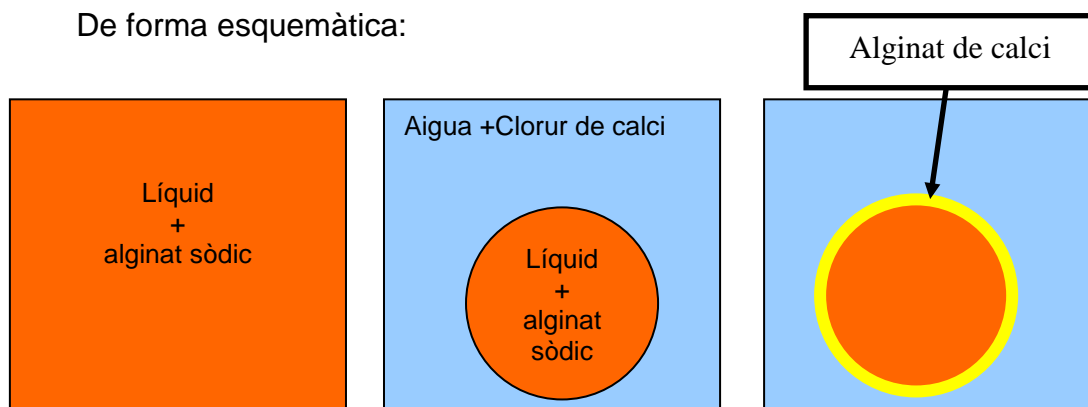 De forma esquemàtica:
Alginat de calci
Líquid
+
alginat sòdic
Aigua +Clorur de calci
Líquid
+
alginat
sòdic